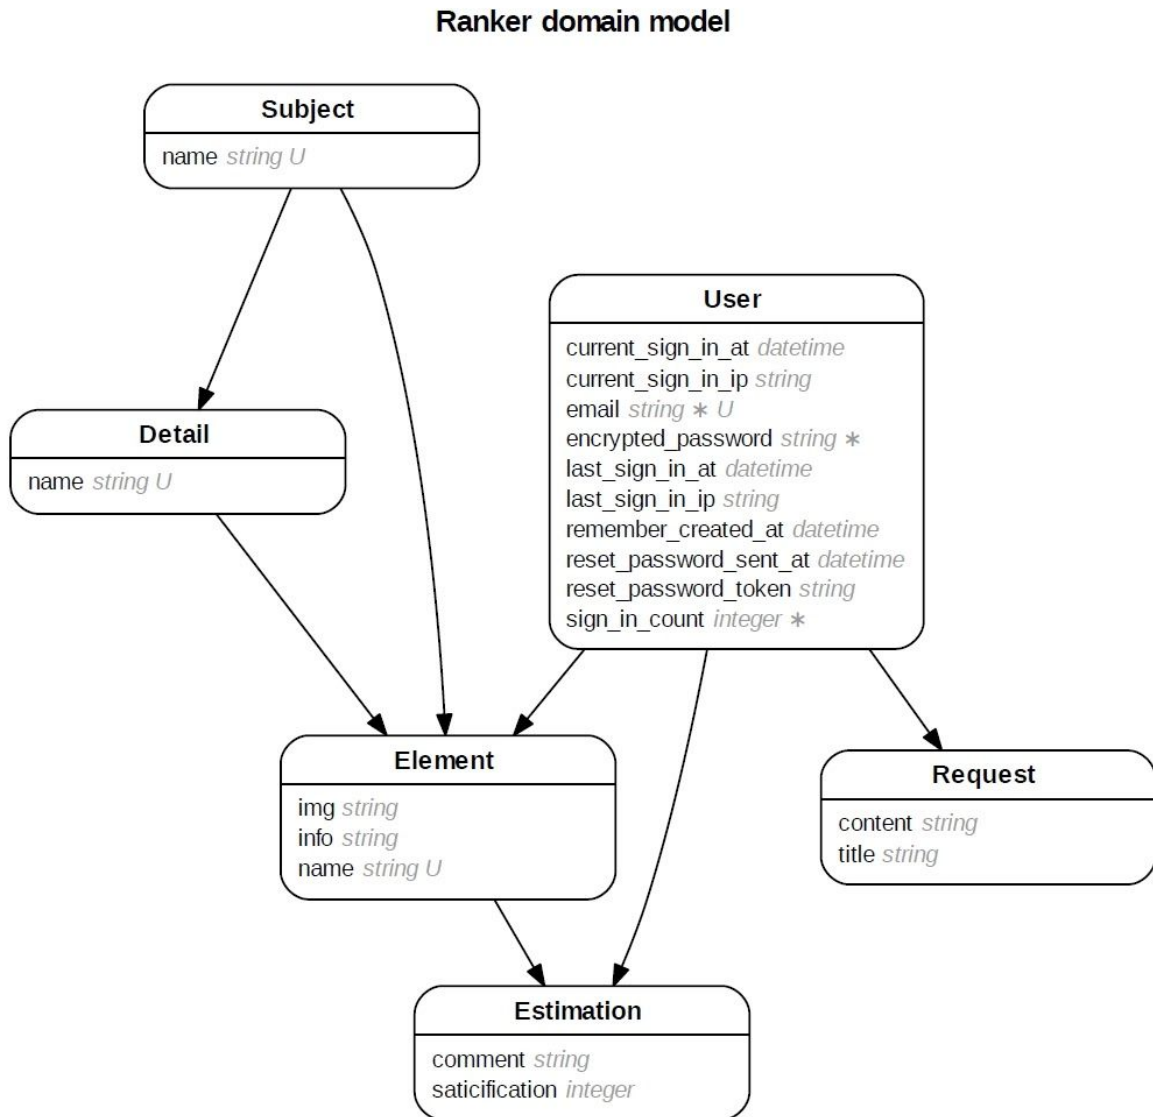 Ranker domain model
Subject
name string U
User
current_sign_in_at datetime
current_sign_in_ip string
email string ∗ U
encrypted_password string ∗
last_sign_in_at datetime
last_sign_in_ip string
remember_created_at datetime
reset_password_sent_at datetime
reset_password_token string
sign_in_count integer ∗
Detail
name string U
Element
img string
info string
name string U
Request
content string
title string
Estimation
comment string
saticification integer